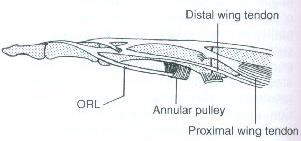 Distal wing tendon
ORL
Annular pulley
Proximal wing tendon